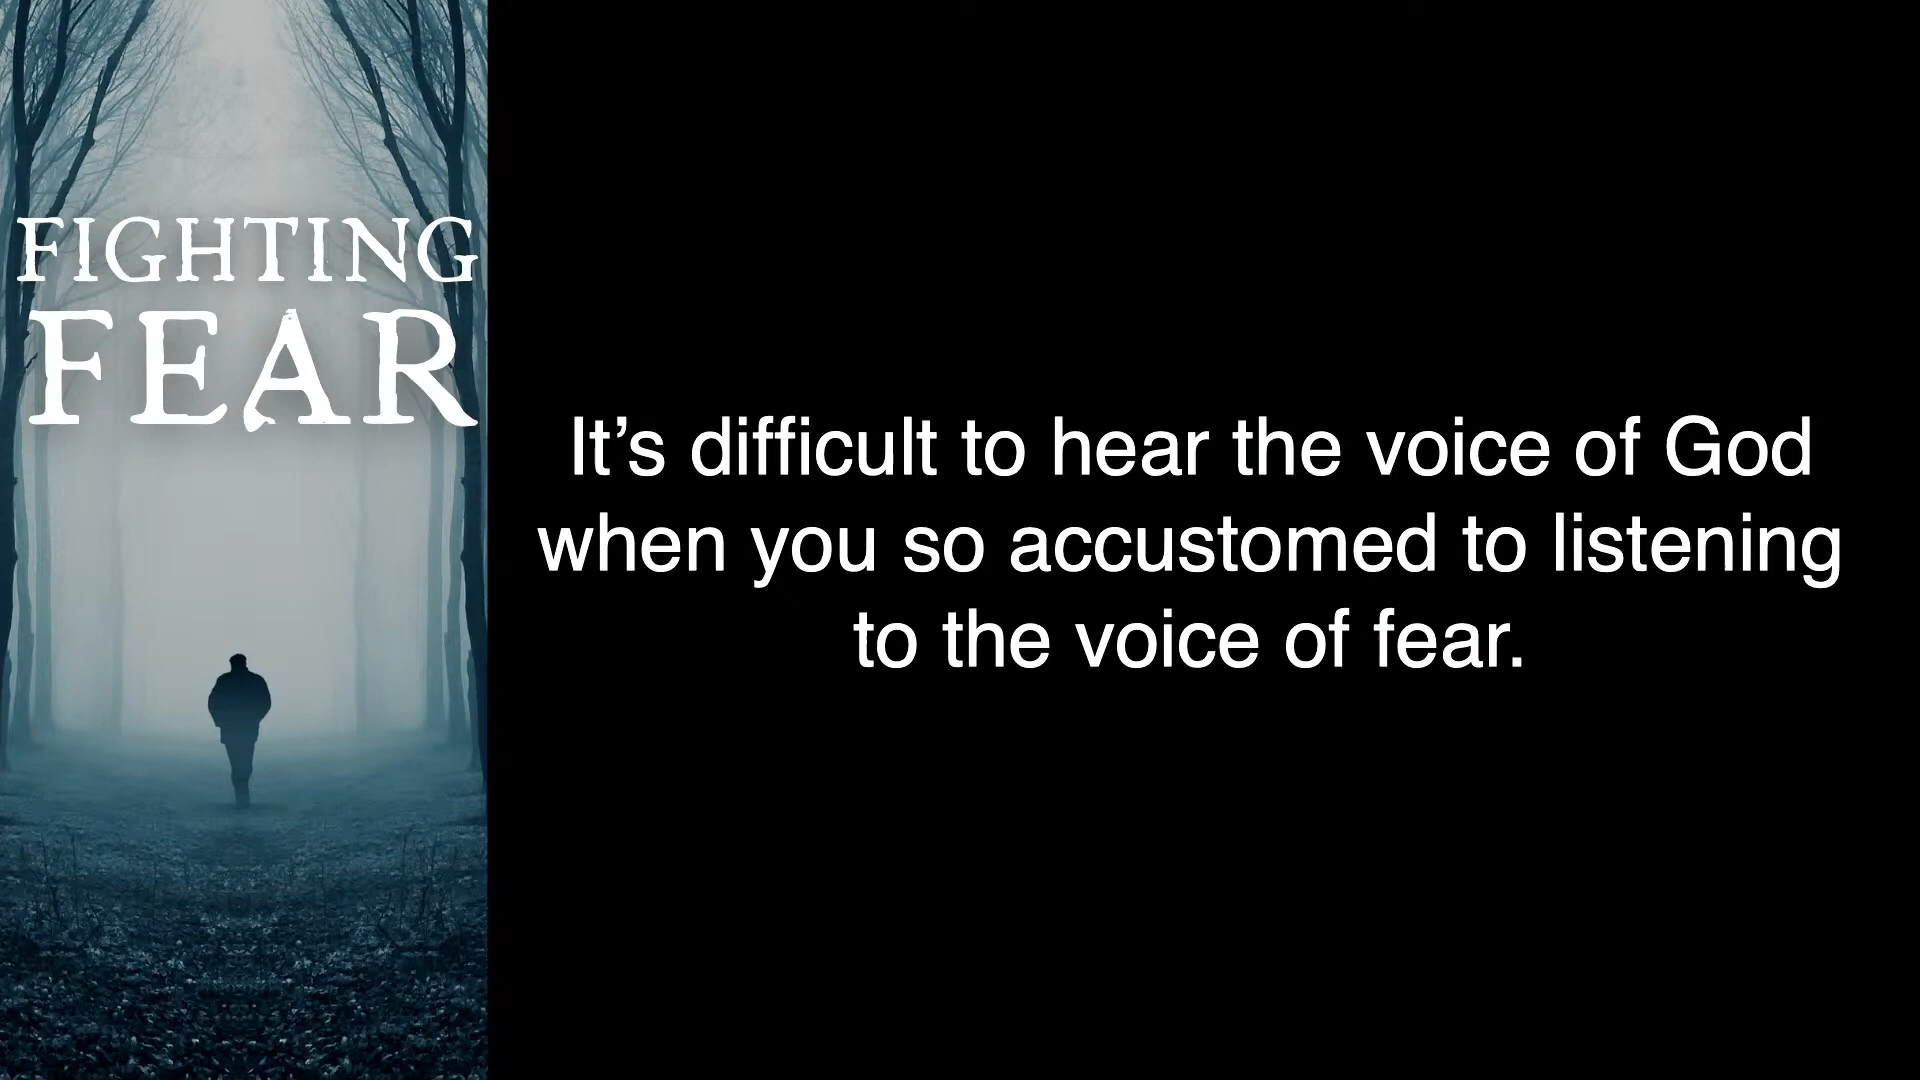 FIGHTING
FEAR
It’s difficult to hear the voice of God
when you so accustomed to listening
to the voice of fear.